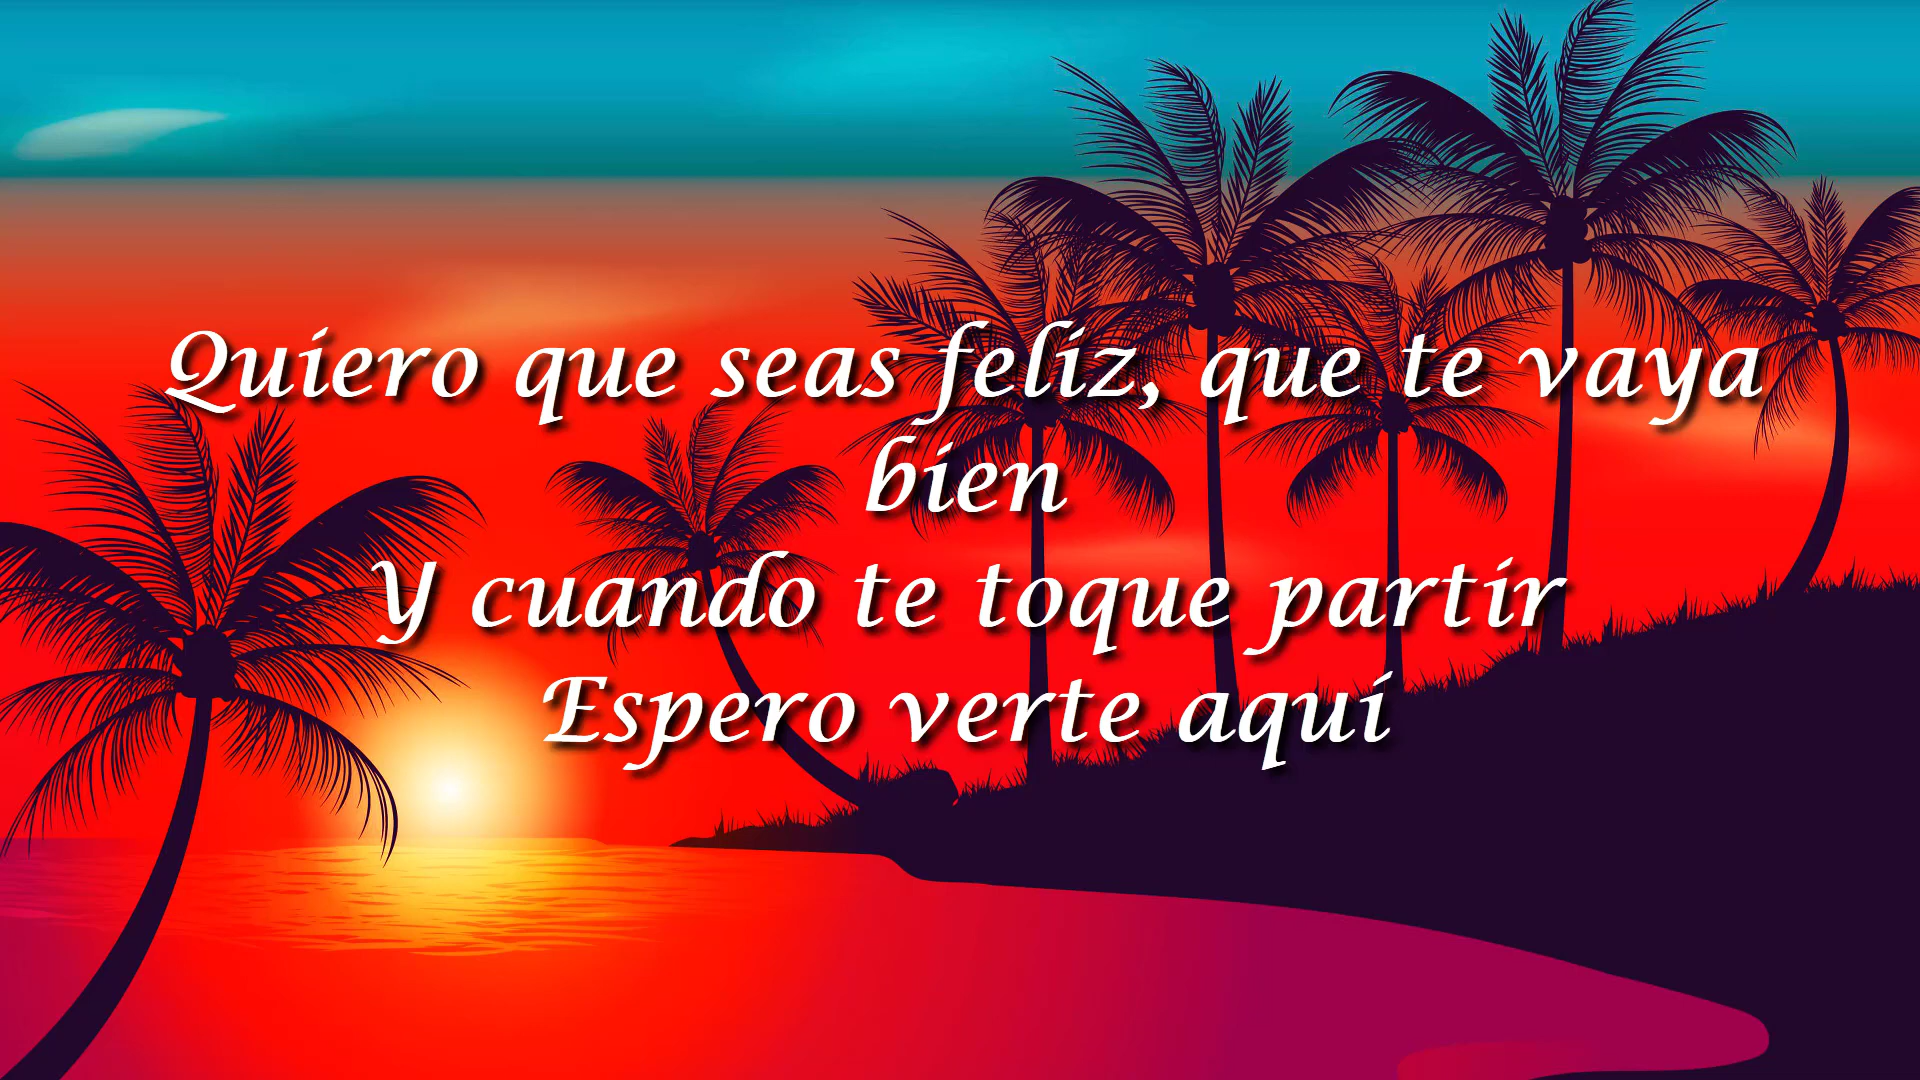 Quiero que seas feliz, que te vaya
bien
Y cuando te toque partir
Espero verte aquí